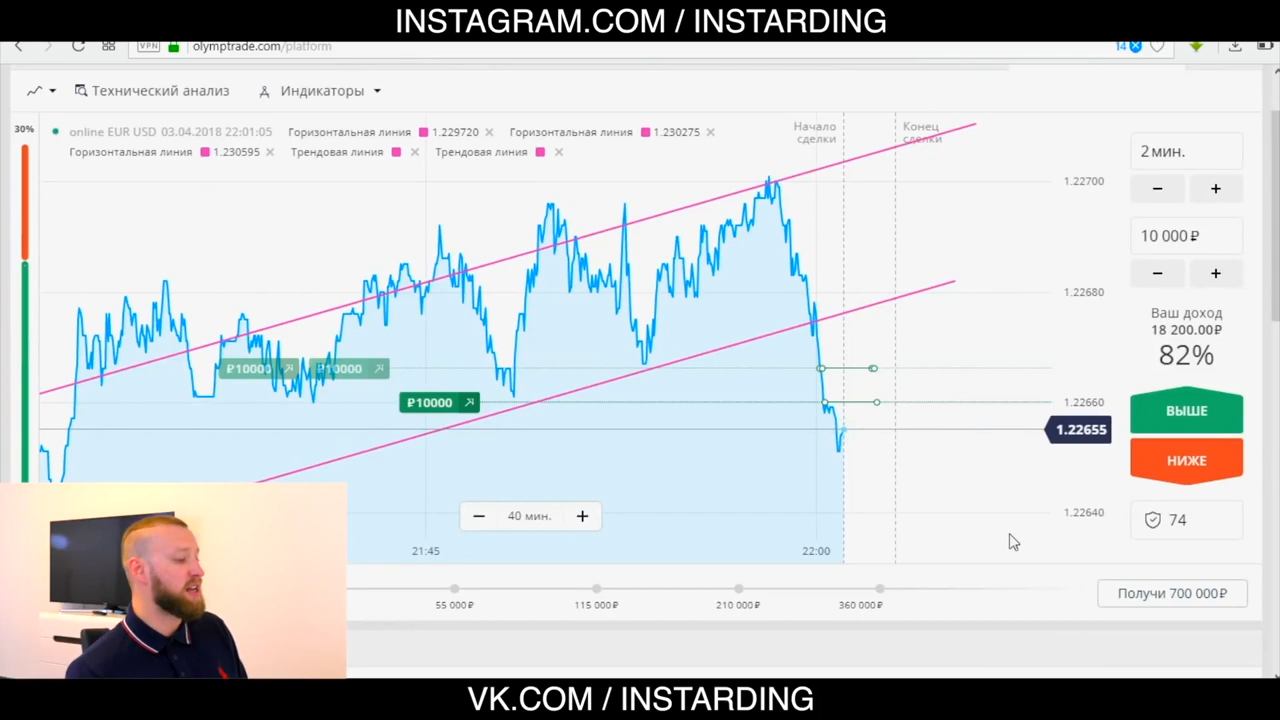 INSTAGRAM.COM / INSTARDING
VPN olymptrade.com/platform 14
Технический анализ Индикаторы
30%
online EUR USD 03.04.2018 22:01:05 Горизонтальная линия 1.229720 Горизонтальная линия 1.230275
Горизонтальная линия 1.230595 Трендовая линия Трендовая линия
Начало сделки
Конец сделки
2 мин.
1.22700
− +
10 000 ₽
− +
1.22680
Ваш доход
18 200.00₽
82%
₽10000 ₽10000
₽10000
1.22660
ВЫШЕ
1.22655
НИЖЕ
− 40 мин. +
1.22640
74
21:45 22:00
55 000₽ 115 000₽ 210 000₽ 360 000₽
Получи 700 000₽
VK.COM / INSTARDING